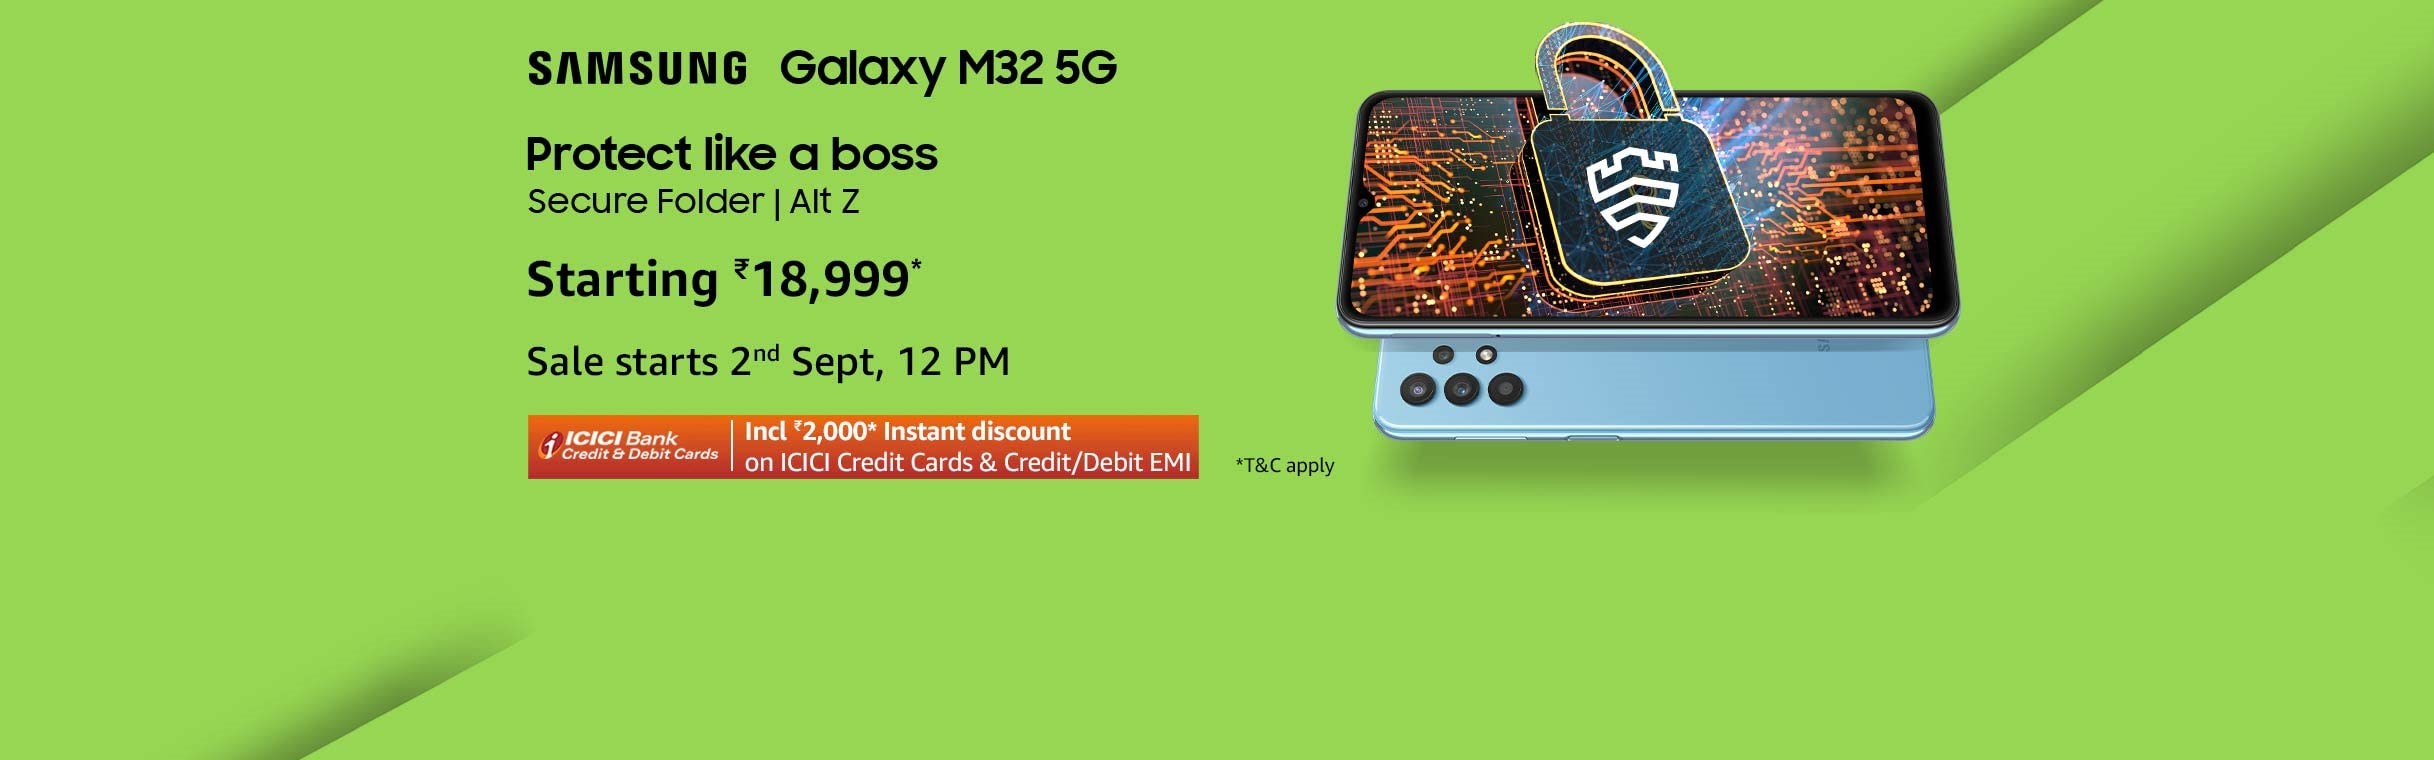 SAMSUNG Galaxy M32 5G
Protect like a boss
Secure Folder | Alt Z
Starting ₹18,999*
Sale starts 2nd Sept, 12 PM
ICICI Bank
Credit & Debit Cards
Incl ₹2,000* Instant discount
on ICICI Credit Cards & Credit/Debit EMI
*T&C apply